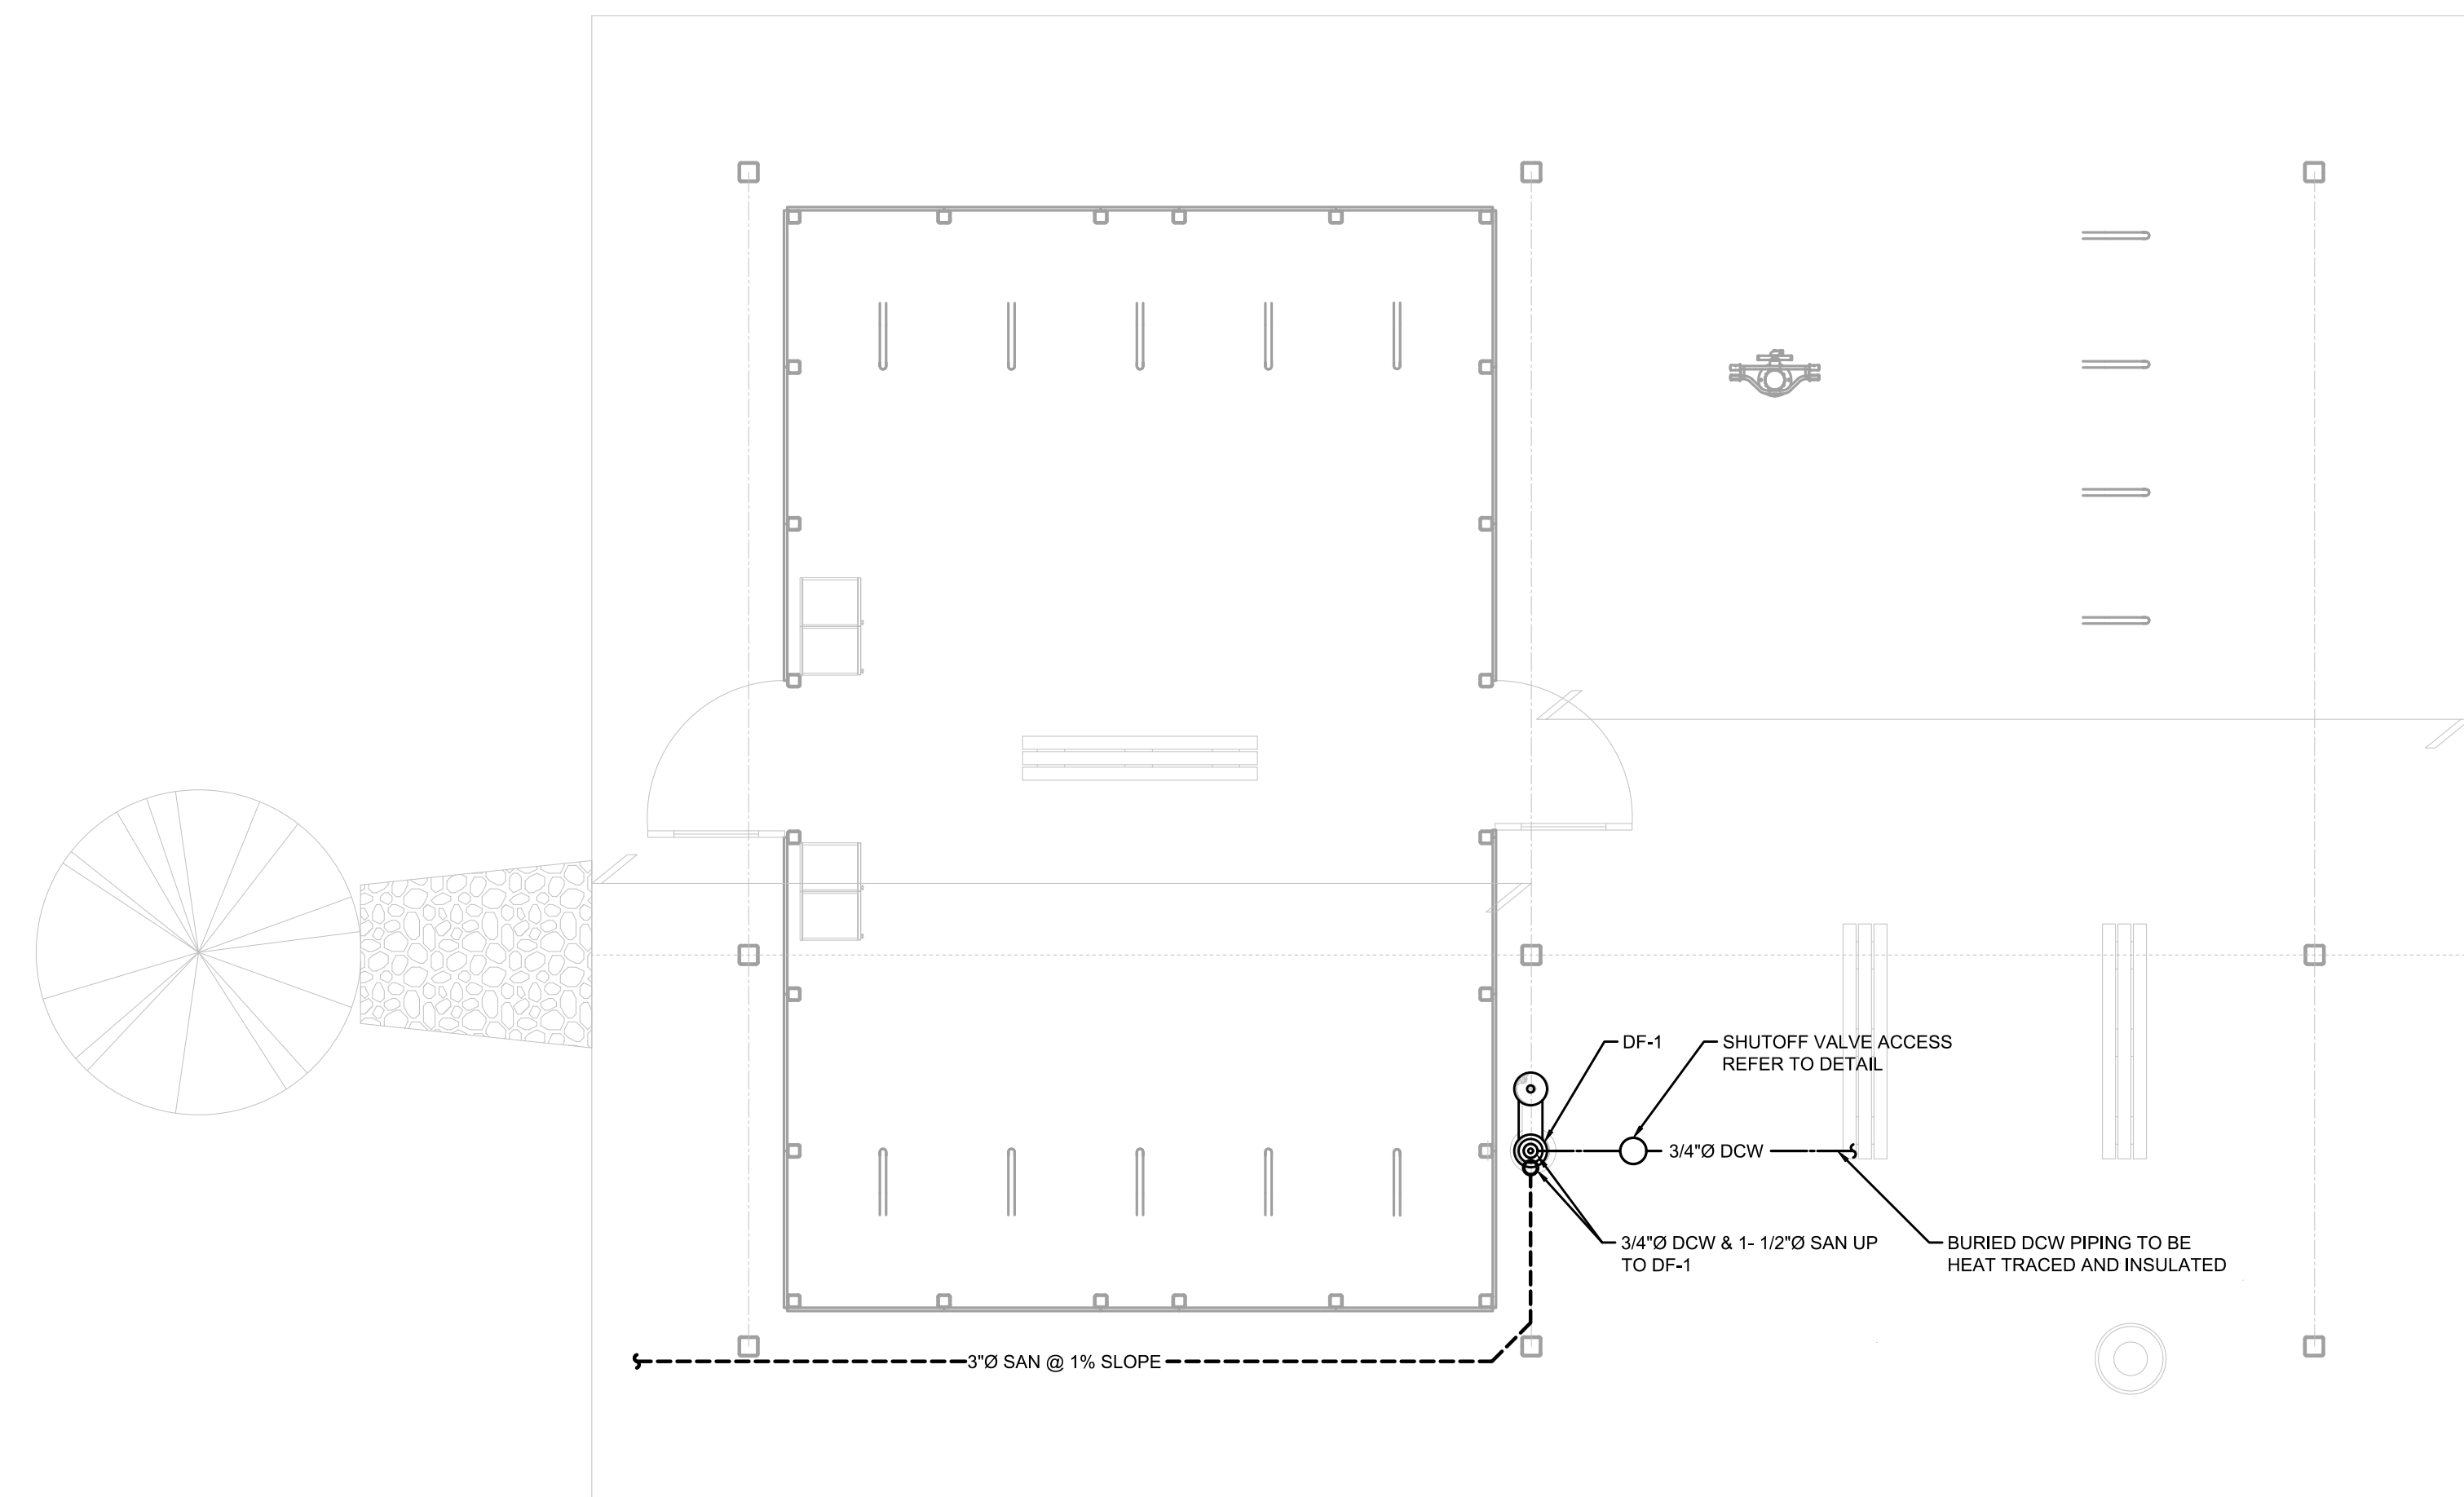 DF-1
SHUTOFF VALVE ACCESS
REFER TO DETAIL
3/4"Ø DCW
3/4"Ø DCW & 1- 1/2"Ø SAN UP
TO DF-1
BURIED DCW PIPING TO BE
HEAT TRACED AND INSULATED
3"Ø SAN @ 1% SLOPE